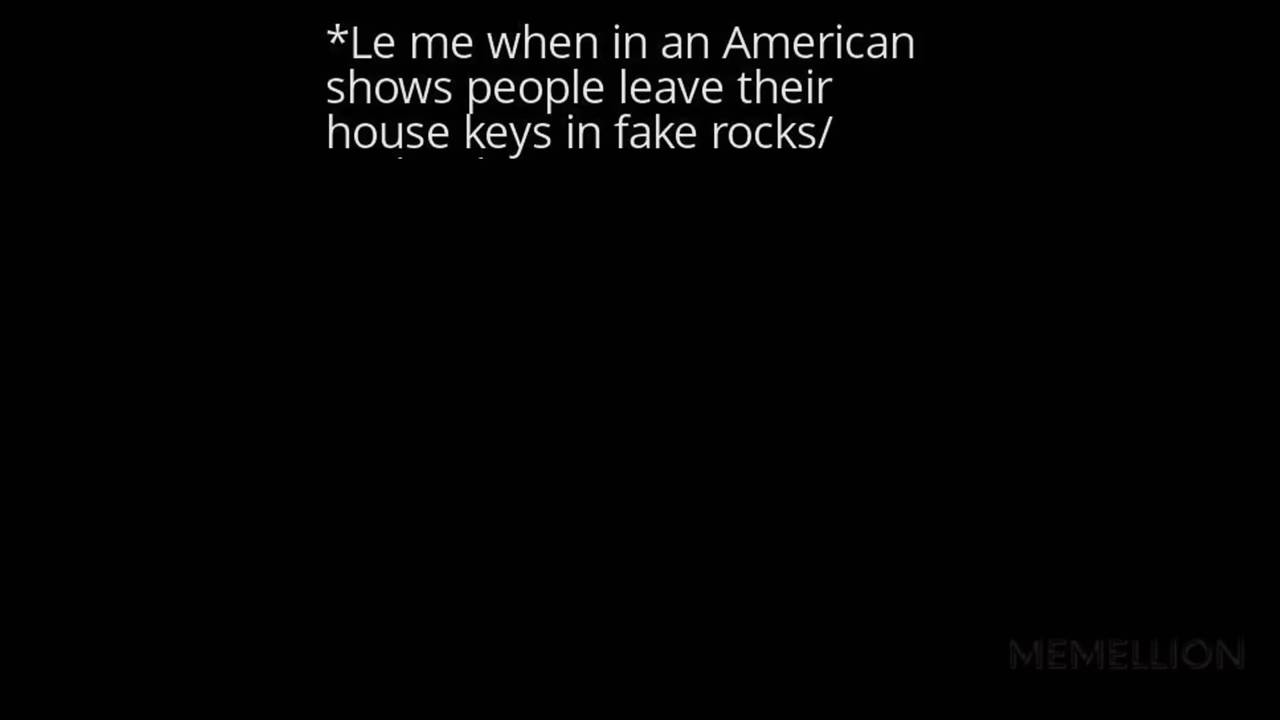 *Le me when in an American
shows people leave their
house keys in fake rocks/
MEMELLION